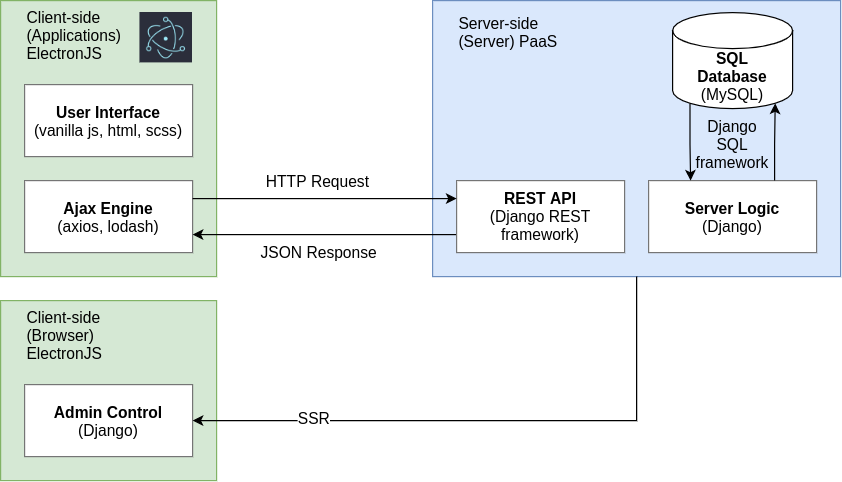 Client-side
(Applications)
ElectronJS
User Interface
(vanilla js, html, scss)
Ajax Engine
(axios, lodash)
HTTP Request
JSON Response
Server-side
(Server) PaaS
SQL
Database
(MySQL)
Django
SQL
framework
REST API
(Django REST
framework)
Server Logic
(Django)
Client-side
(Browser)
ElectronJS
Admin Control
(Django)
SSR